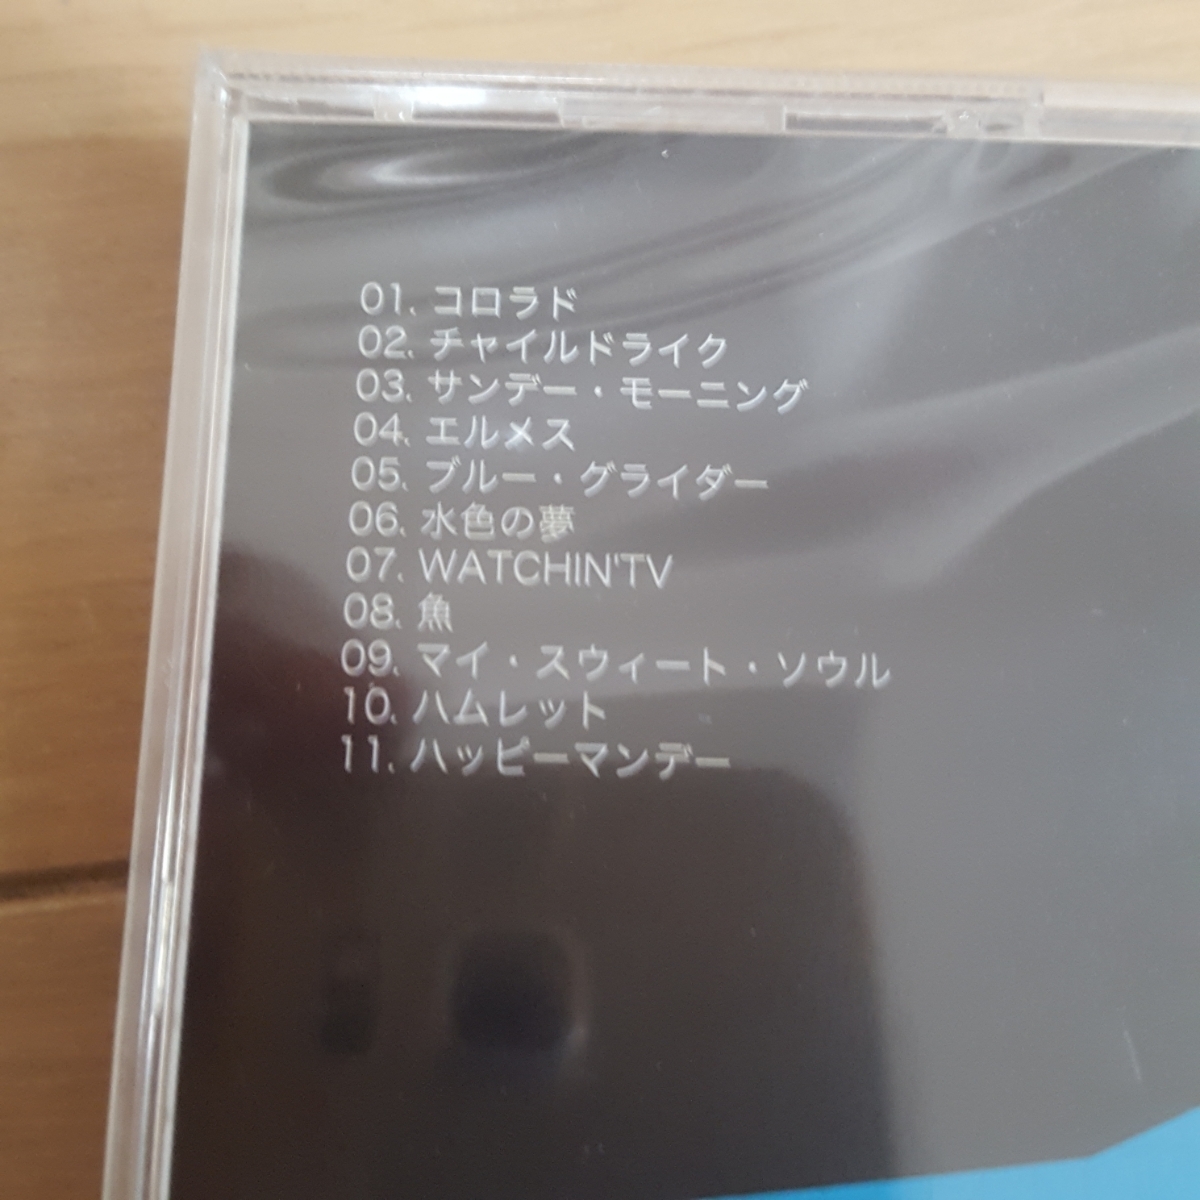 01. コロラド
02. チャイルドライク
03. サンデー・モーニング
04. エルメス
05. ブルー・グライダー
06. 水色の夢
07. WATCHIN'TV
08. 魚
09. マイ・スウィート・ソウル
10. ハムレット
11. ハッピーマンデー